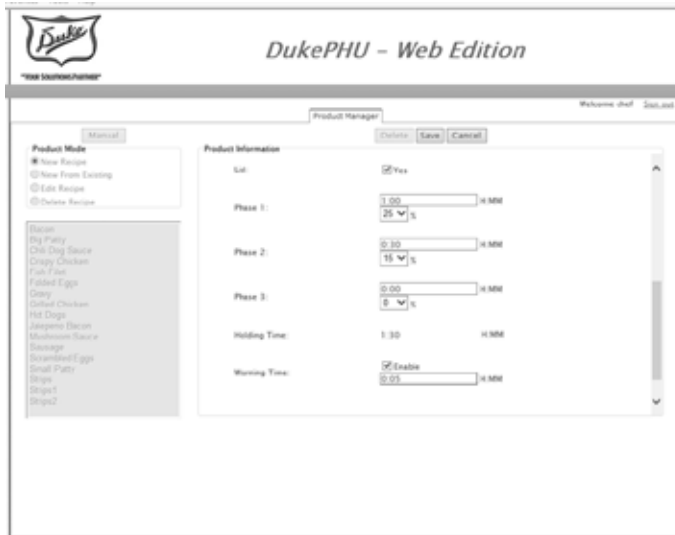 Duke
"YOUR SOLUTIONS PARTNER"
DukePHU - Web Edition
Welcome chef Sign out
Product Manager
Manual
Delete Save Cancel
Product Mode
New Recipe
New From Existing
Edit Recipe
Delete Recipe
Bacon
Big Patty
Chili Dog Sauce
Crispy Chicken
Fish Filet
Folded Eggs
Gravy
Grilled Chicken
Hot Dogs
Jalepeno Bacon
Mushroom Sauce
Sausage
Scrambled Eggs
Small Patty
Strips
Strips1
Strips2
Product Information
Lid: Yes
Phase 1: 1:00 H:MM
25 %
Phase 2: 0:30 H:MM
15 %
Phase 3: 0:00 H:MM
0 %
Holding Time: 1:30 H:MM
Warning Time: Enable
0:05 H:MM